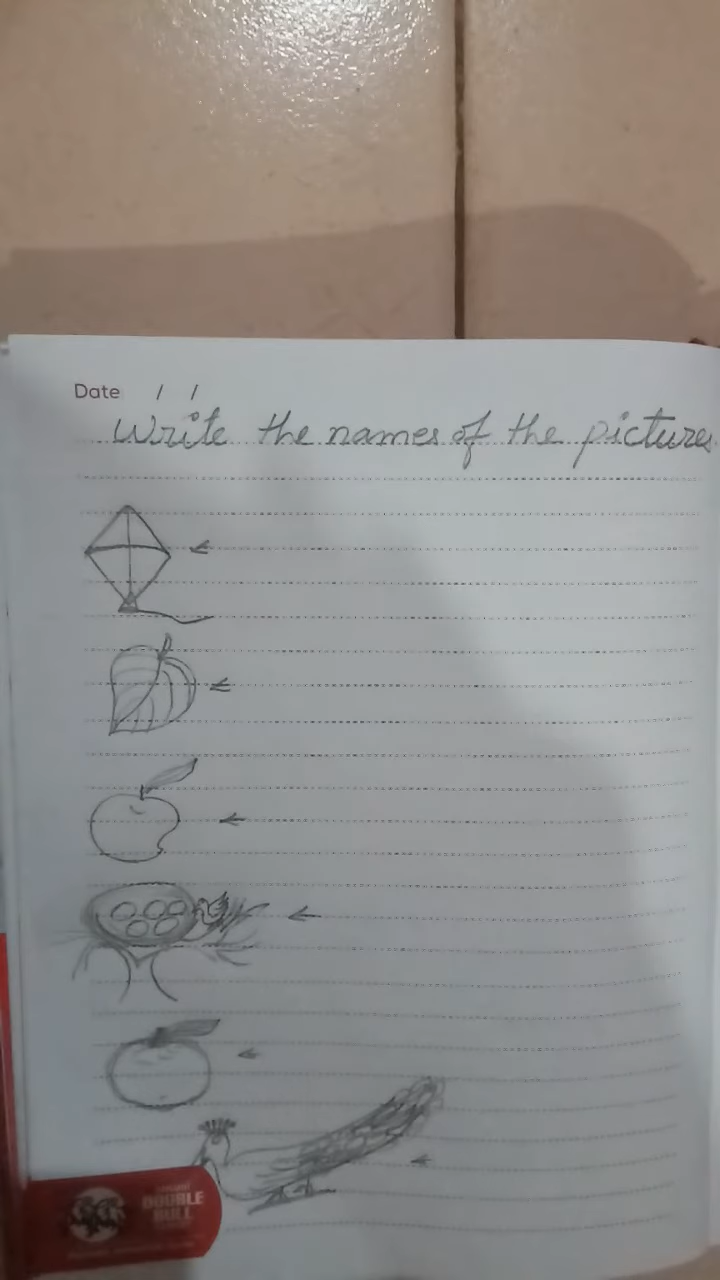 Date / /
Write the names of the pictures.
DOUBLE
BULL